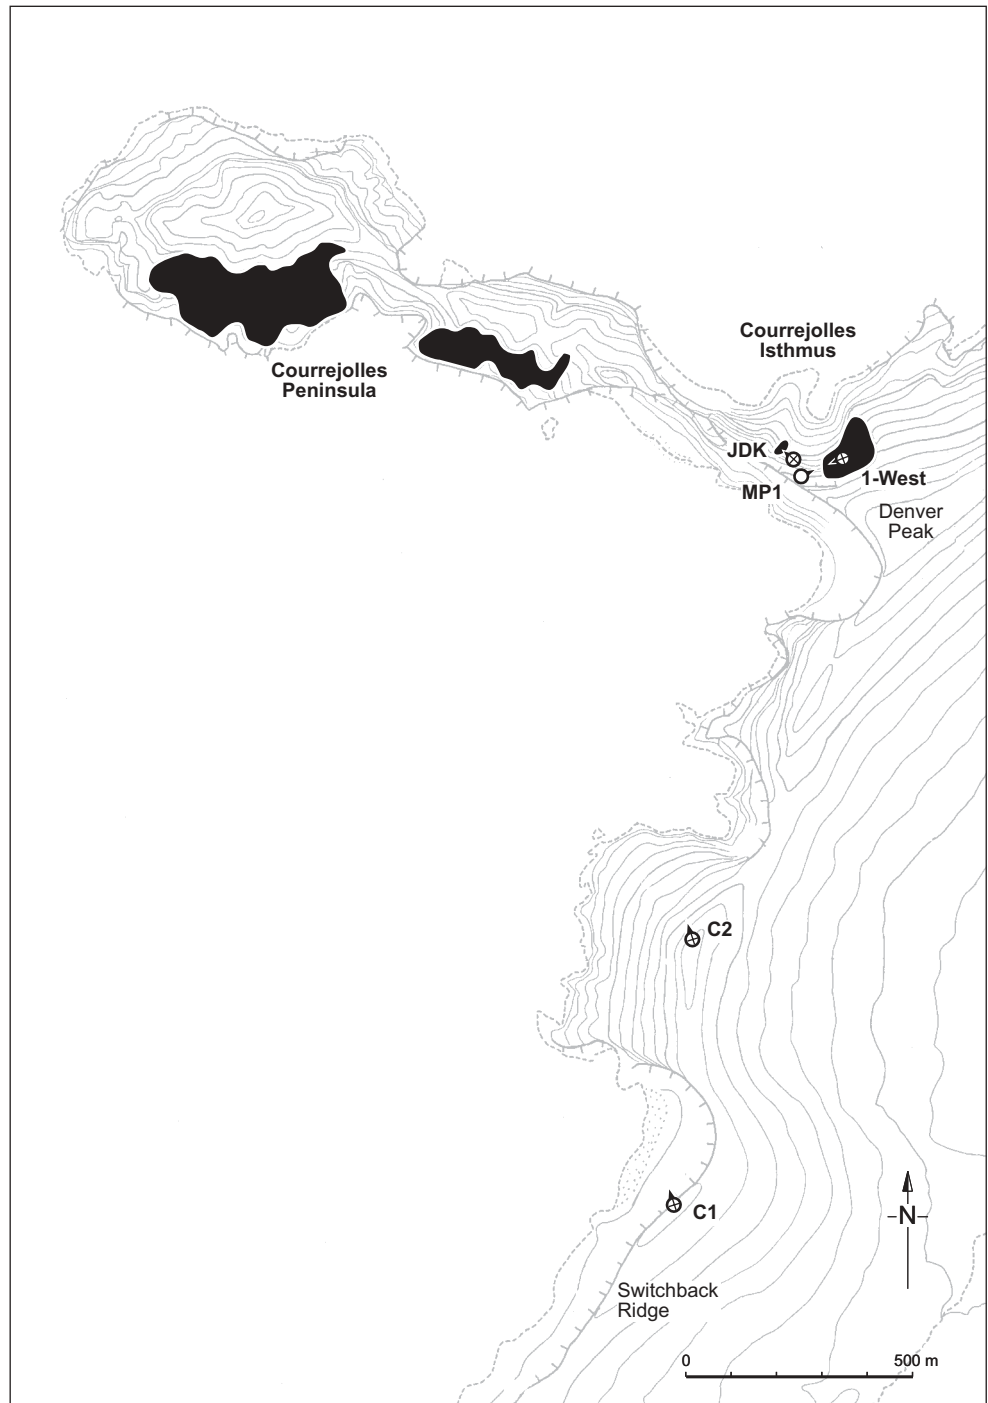 Courrejolles
Isthmus
Courrejolles
Peninsula
JDK
1-West
MP1
Denver
Peak
C2
C1
N
Switchback
Ridge
0 500 m